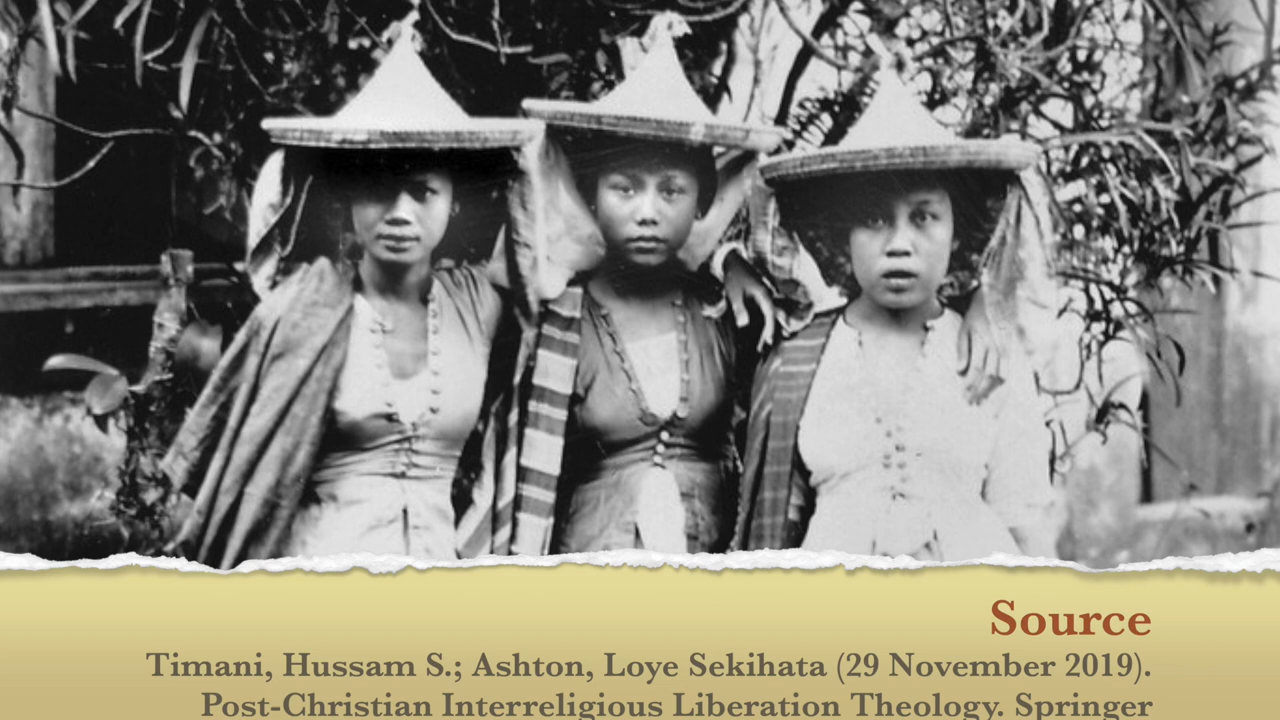 Source
Timani, Hussam S.; Ashton, Loye Sekihata (29 November 2019).
Post-Christian Interreligious Liberation Theology. Springer